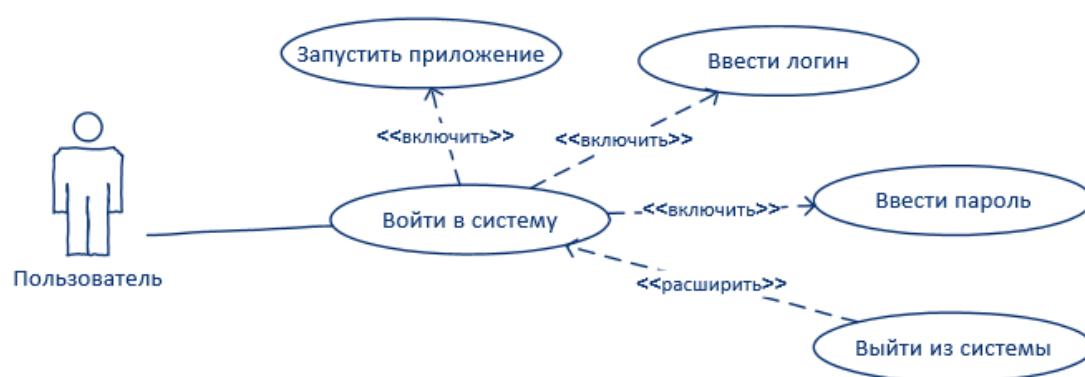 Запустить приложение
Ввести логин
<<включить>>
<<включить>>
Войти в систему
<<включить>>
Ввести пароль
Пользователь
<<расширить>>
Выйти из системы